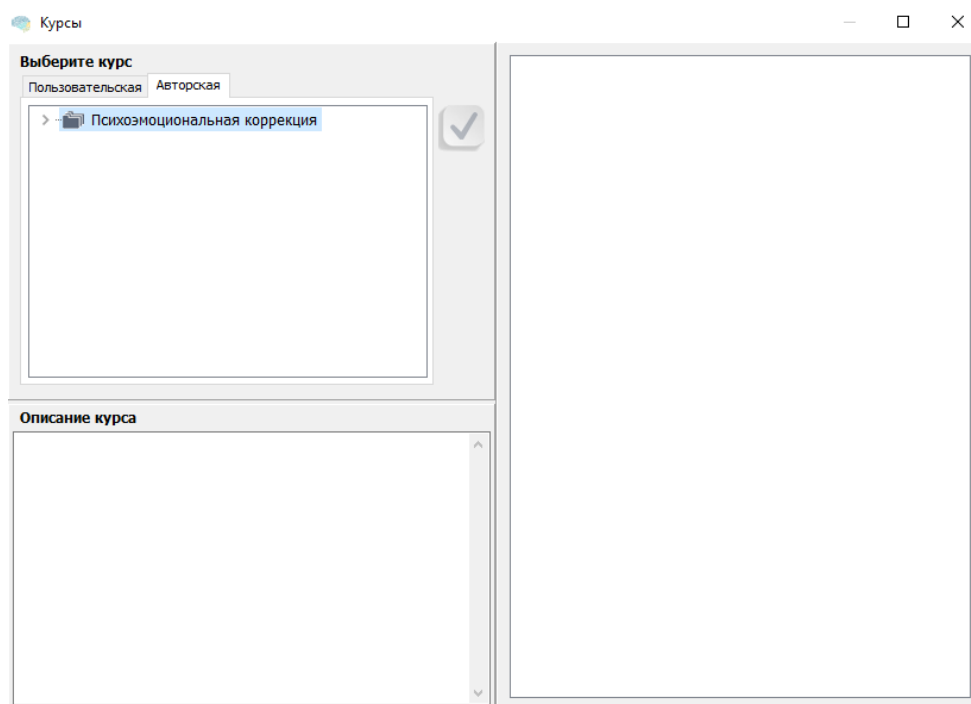 Курсы
Выберите курс
Пользовательская Авторская
Психоэмоциональная коррекция
Описание курса